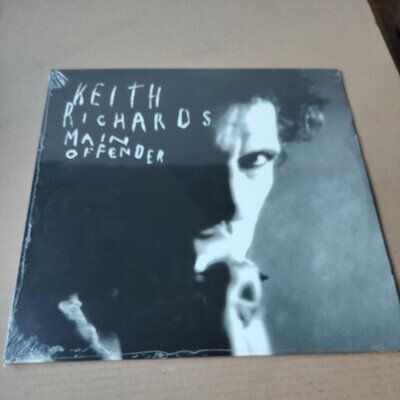 KEITH
RICHARDS
MAIN
OFFENDER